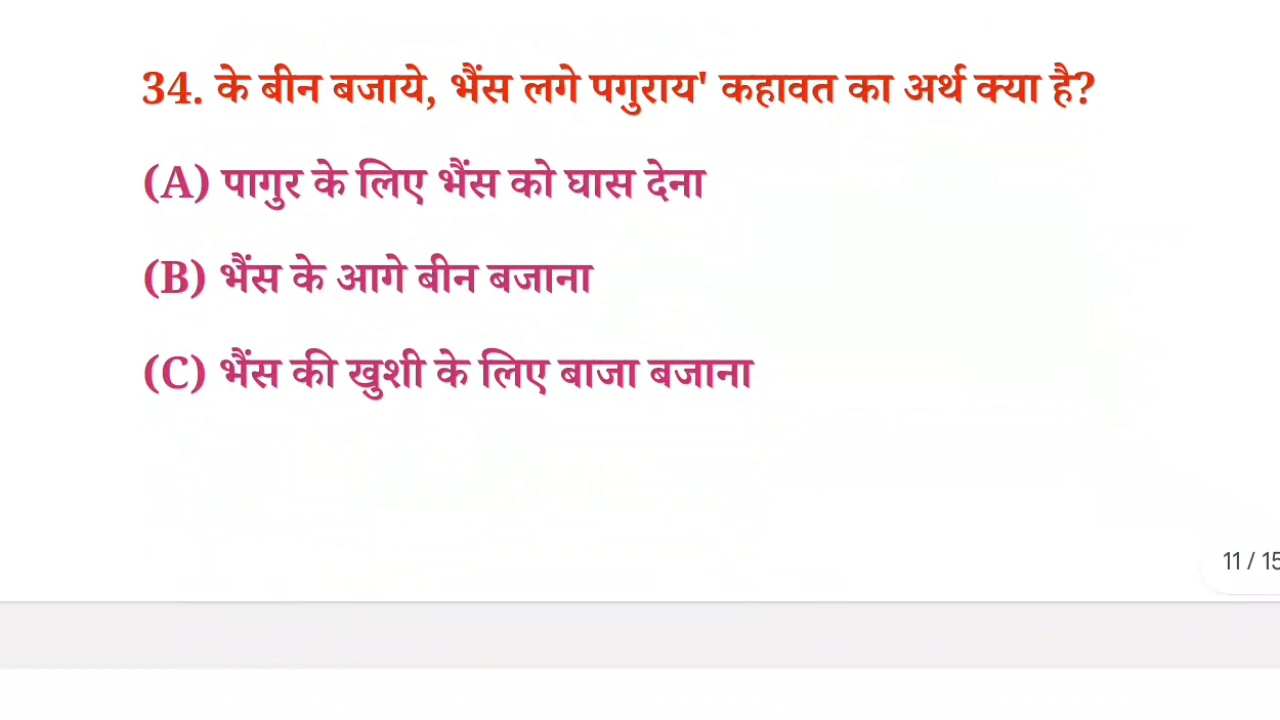 34. के बीन बजाये, भैंस लगे पगुराय' कहावत का अर्थ क्या है?
(A) पागुर के लिए भैंस को घास देना
(B) भैंस के आगे बीन बजाना
(C) भैंस की खुशी के लिए बाजा बजाना
11 / 15